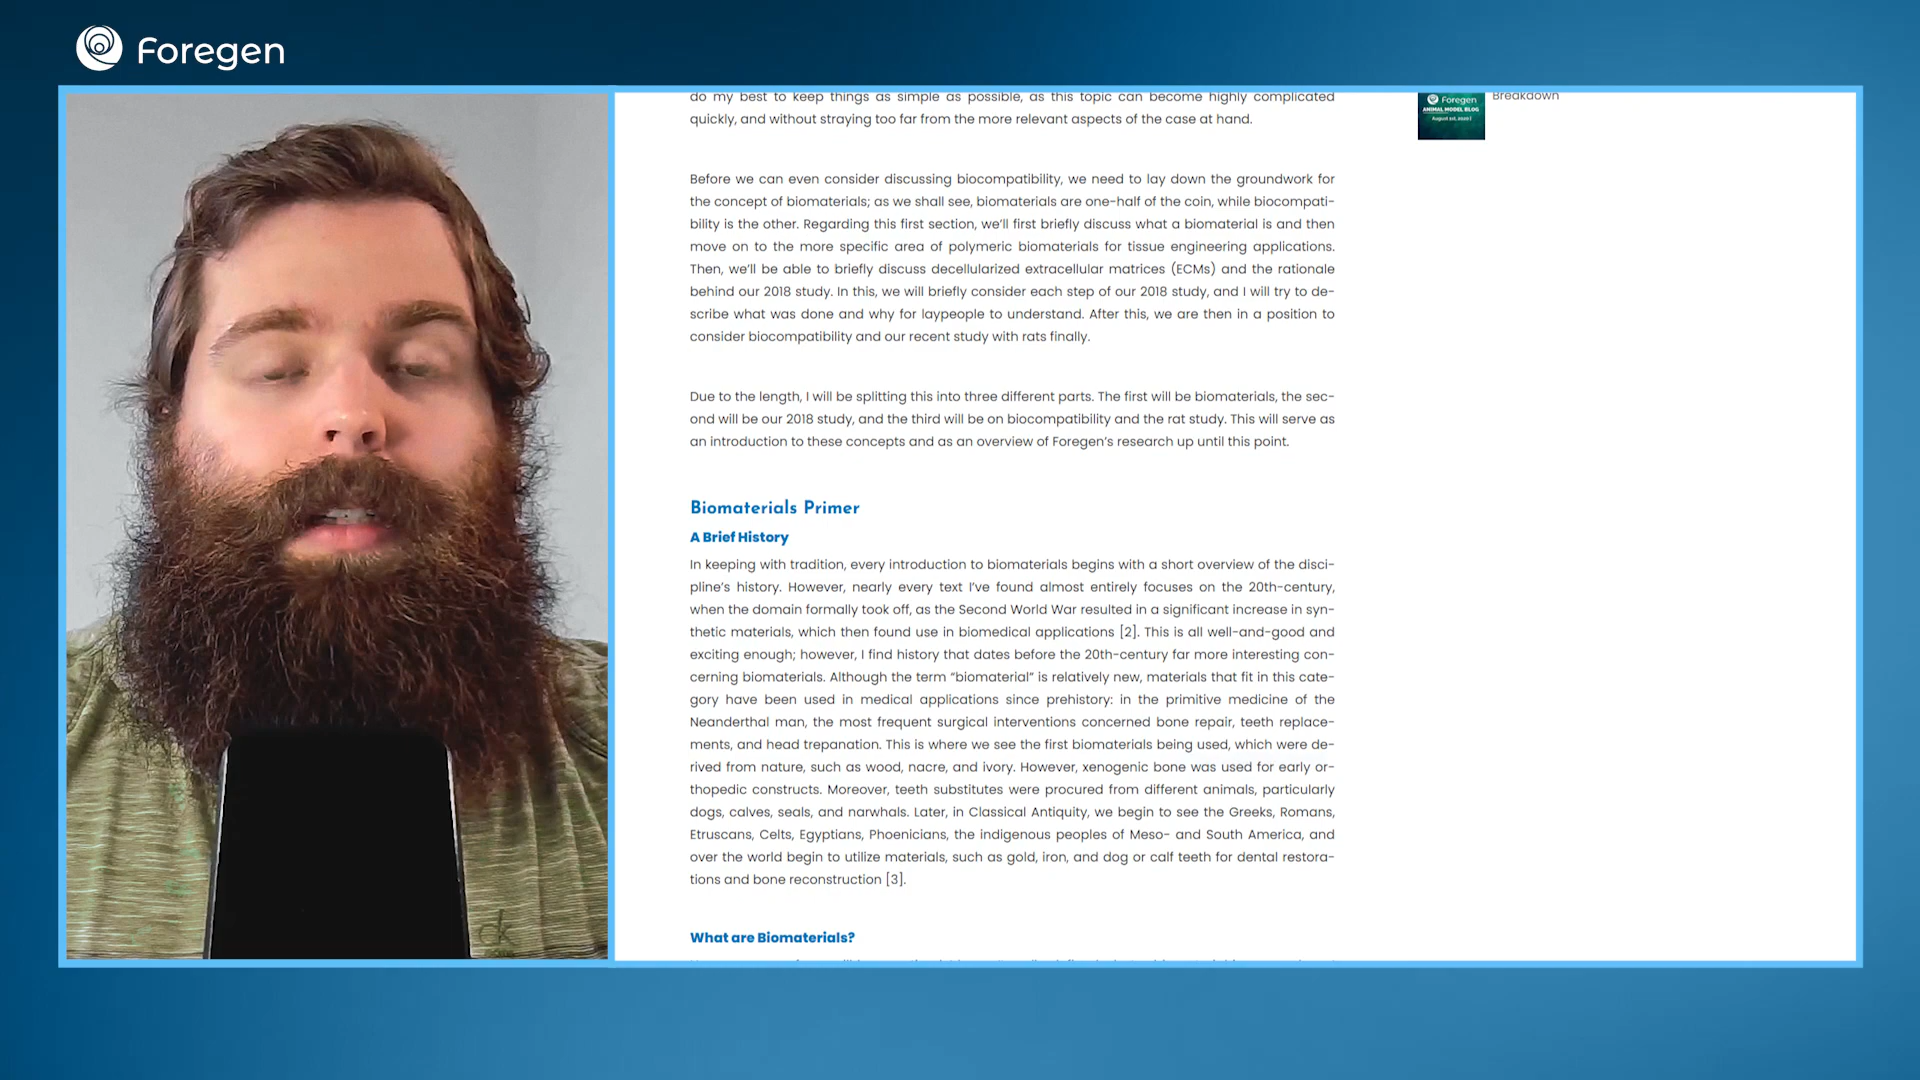 Foregen
do my best to keep things as simple as possible, as this topic can become highly complicated
quickly, and without straying too far from the more relevant aspects of the case at hand.
Before we can even consider discussing biocompatibility, we need to lay down the groundwork for
the concept of biomaterials; as we shall see, biomaterials are one-half of the coin, while biocompati-
bility is the other. Regarding this first section, we'll first briefly discuss what a biomaterial is and then
move on to the more specific area of polymeric biomaterials for tissue engineering applications.
Then, we'll be able to briefly discuss decellularized extracellular matrices (ECMs) and the rationale
behind our 2018 study. In this, we will briefly consider each step of our 2018 study, and I will try to de-
scribe what was done and why for laypeople to understand. After this, we are then in a position to
consider biocompatibility and our recent study with rats finally.
Due to the length, I will be splitting this into three different parts. The first will be biomaterials, the sec-
ond will be our 2018 study, and the third will be on biocompatibility and the rat study. This will serve as
an introduction to these concepts and as an overview of Foregen's research up until this point.
Biomaterials Primer
A Brief History
In keeping with tradition, every introduction to biomaterials begins with a short overview of the disci-
pline's history. However, nearly every text I've found almost entirely focuses on the 20th-century,
when the domain formally took off, as the Second World War resulted in a significant increase in syn-
thetic materials, which then found use in biomedical applications [2]. This is all well-and-good and
exciting enough; however, I find history that dates before the 20th-century far more interesting con-
cerning biomaterials. Although the term "biomaterial" is relatively new, materials that fit in this cate-
gory have been used in medical applications since prehistory: in the primitive medicine of the
Neanderthal man, the most frequent surgical interventions concerned bone repair, teeth replace-
ments, and head trepanation. This is where we see the first biomaterials being used, which were de-
rived from nature, such as wood, nacre, and ivory. However, xenogenic bone was used for early or-
thopedic constructs. Moreover, teeth substitutes were procured from different animals, particularly
dogs, calves, seals, and narwhals. Later, in Classical Antiquity, we begin to see the Greeks, Romans,
Etruscans, Celts, Egyptians, Phoenicians, the indigenous peoples of Meso- and South America, and
over the world begin to utilize materials, such as gold, iron, and dog or calf teeth for dental restora-
tions and bone reconstruction [3].
What are Biomaterials?
Breakdown
Foregen
ANIMAL MODEL BLOG
ck